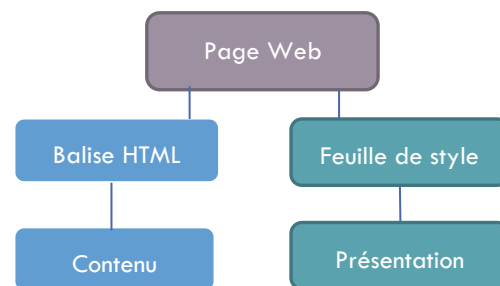 Page Web
Balise HTML
Feuille de style
Contenu
Présentation